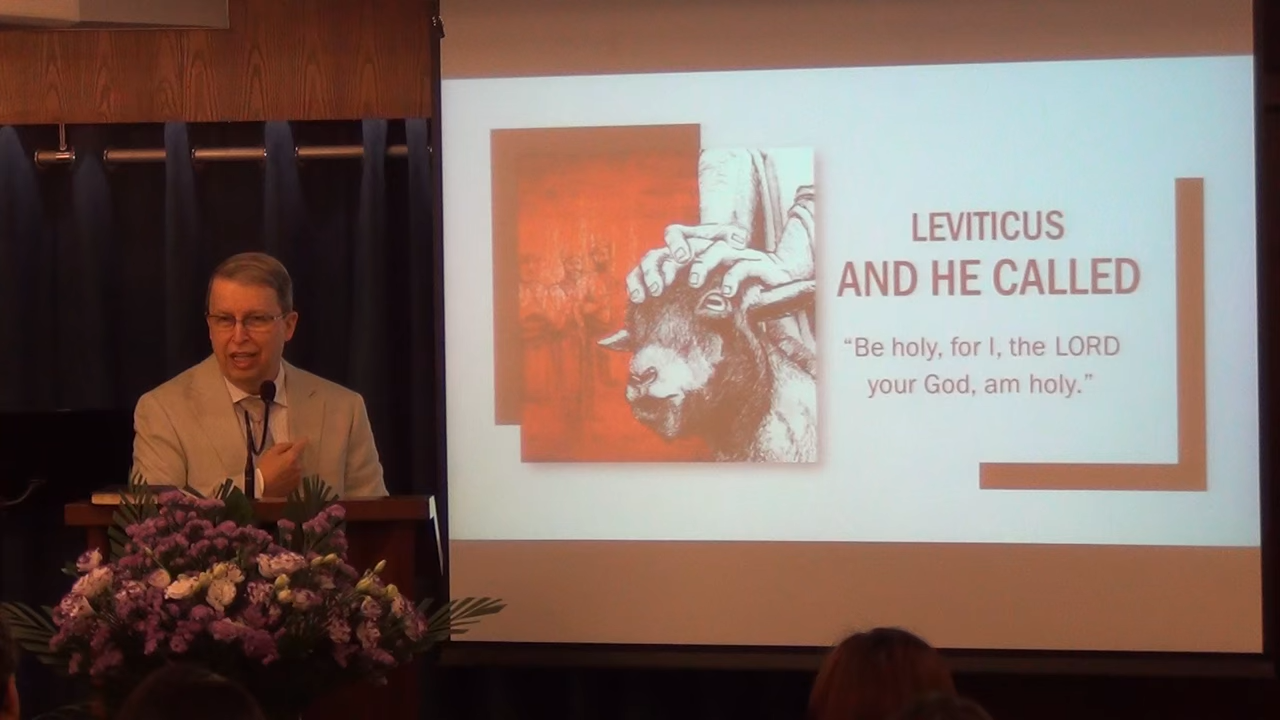 LEVITICUS
AND HE CALLED
“Be holy, for I, the LORD
your God, am holy.”